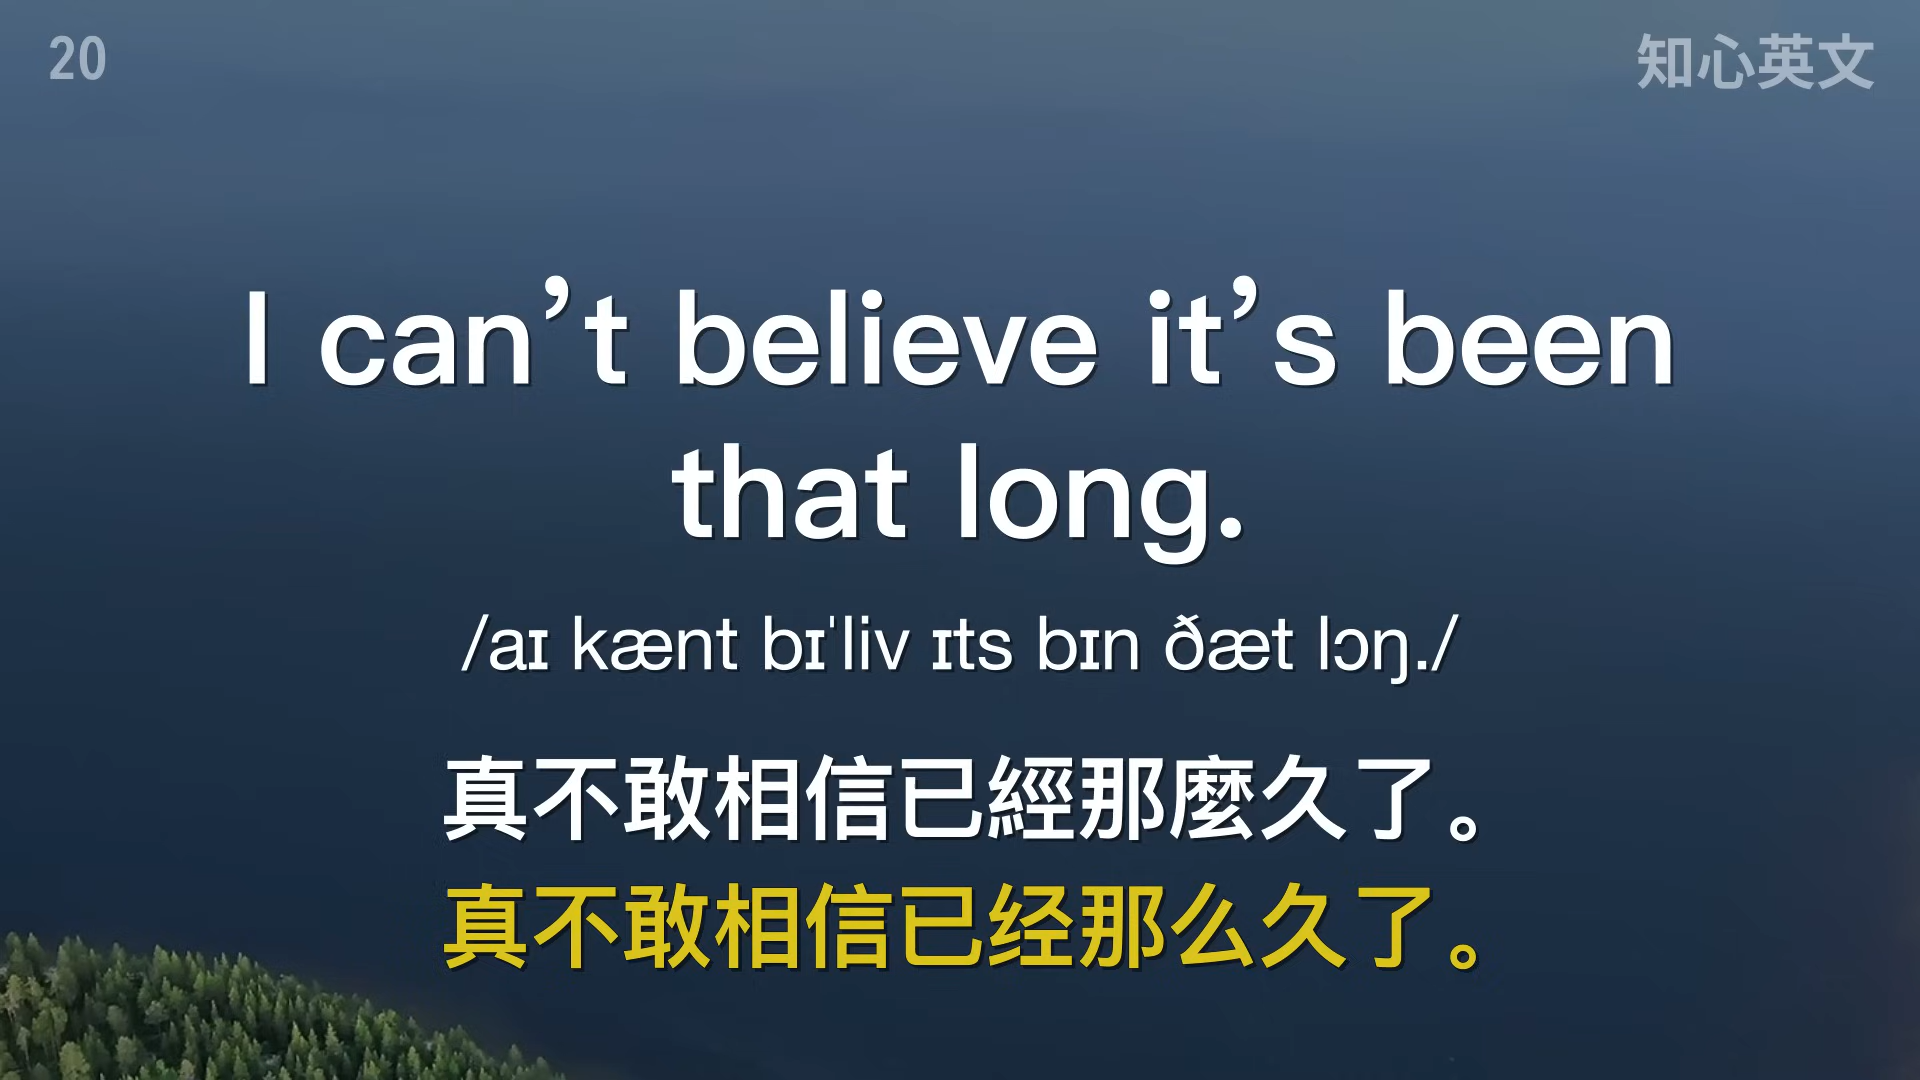 20
知心英文
I can’t believe it’s been
that long.
/aɪ kænt bɪˈliv ɪts bɪn ðæt lɔŋ./
真不敢相信已經那麼久了。
真不敢相信已经那么久了。